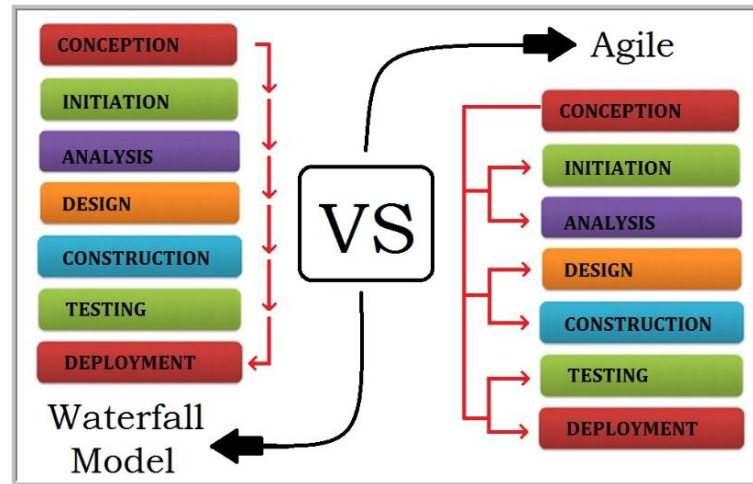 CONCEPTION
INITIATION
ANALYSIS
DESIGN
CONSTRUCTION
TESTING
DEPLOYMENT
Waterfall
Model
VS
Agile
CONCEPTION
INITIATION
ANALYSIS
DESIGN
CONSTRUCTION
TESTING
DEPLOYMENT